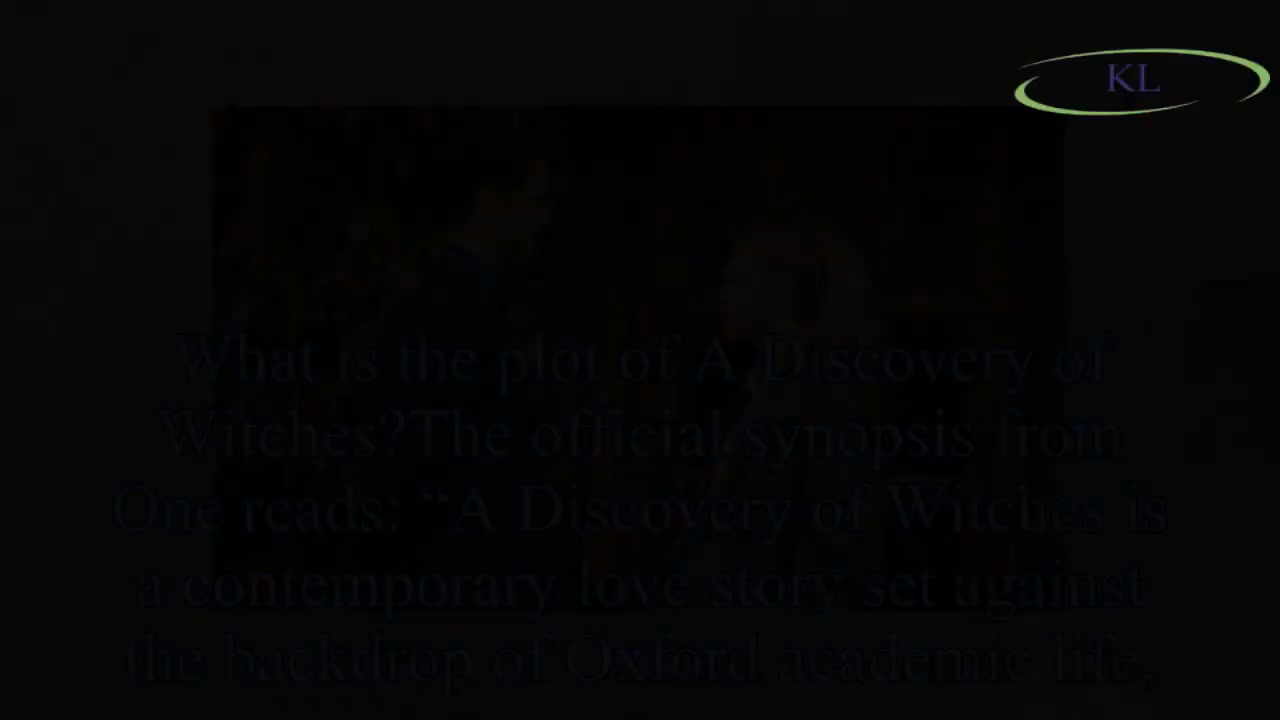 KL
What is the plot of A Discovery of
Witches?The official synopsis from
One reads: “A Discovery of Witches is
a contemporary love story set against
the backdrop of Oxford academic life,